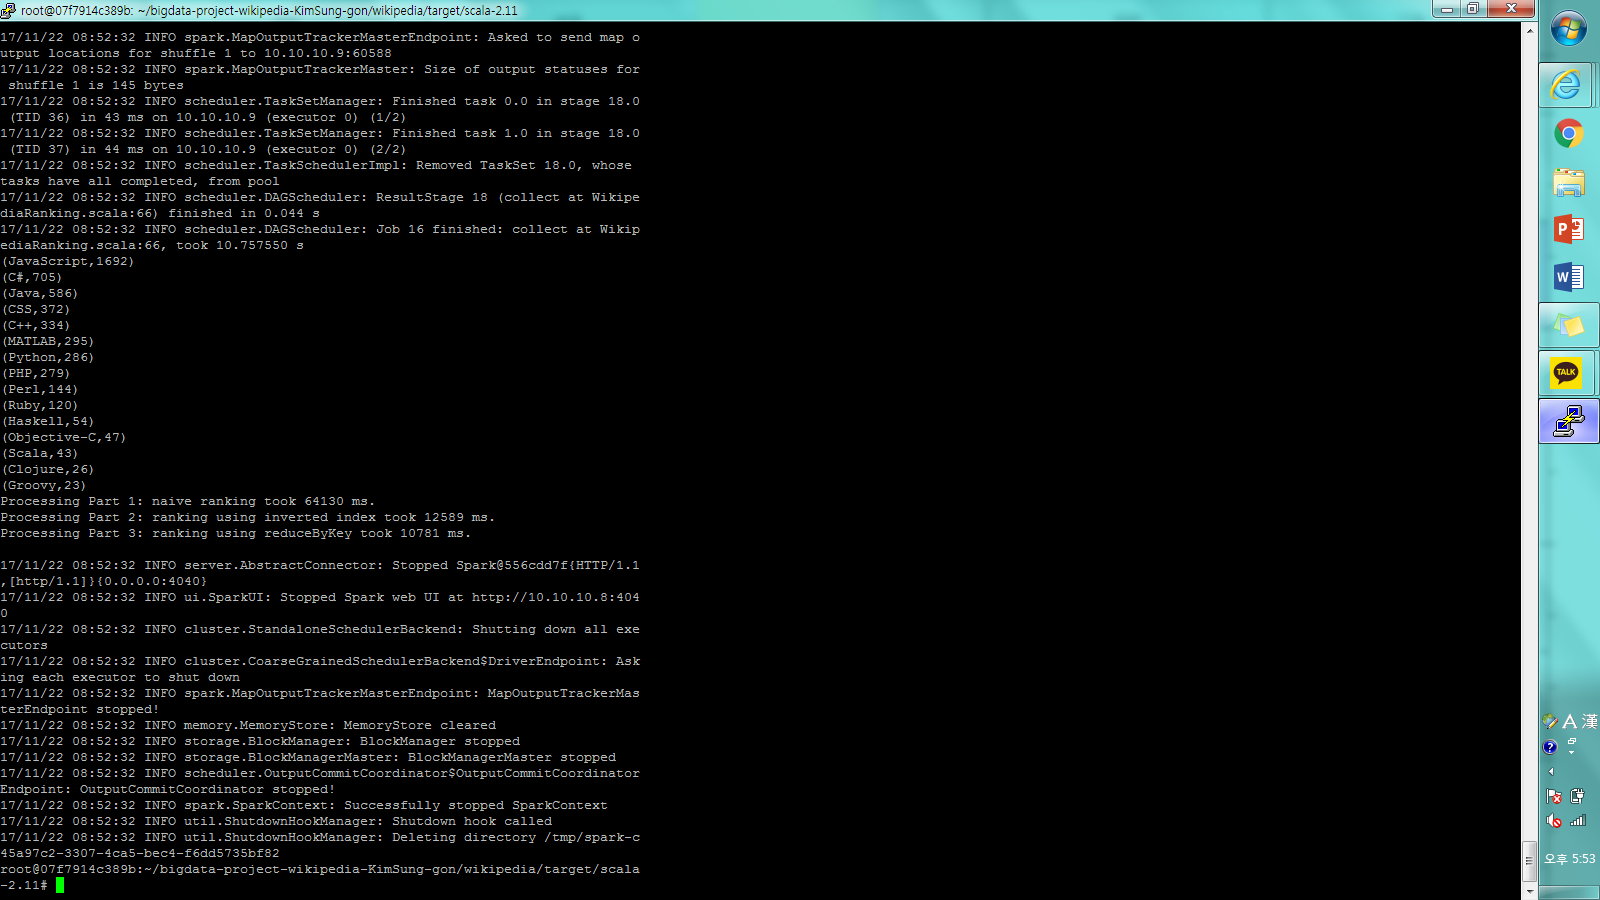 root@07f7914c389b: ~/bigdata-project-wikipedia-KimSung-gon/wikipedia/target/scala-2.11
17/11/22 08:52:32 INFO spark.MapOutputTrackerMasterEndpoint: Asked to send map o
utput locations for shuffle 1 to 10.10.10.9:60588
17/11/22 08:52:32 INFO spark.MapOutputTrackerMaster: Size of output statuses for
 shuffle 1 is 145 bytes
17/11/22 08:52:32 INFO scheduler.TaskSetManager: Finished task 0.0 in stage 18.0
 (TID 36) in 43 ms on 10.10.10.9 (executor 0) (1/2)
17/11/22 08:52:32 INFO scheduler.TaskSetManager: Finished task 1.0 in stage 18.0
 (TID 37) in 44 ms on 10.10.10.9 (executor 0) (2/2)
17/11/22 08:52:32 INFO scheduler.TaskSchedulerImpl: Removed TaskSet 18.0, whose
tasks have all completed, from pool
17/11/22 08:52:32 INFO scheduler.DAGScheduler: ResultStage 18 (collect at Wikipe
diaRanking.scala:66) finished in 0.044 s
17/11/22 08:52:32 INFO scheduler.DAGScheduler: Job 16 finished: collect at Wikip
ediaRanking.scala:66, took 10.757550 s
(JavaScript,1692)
(C#,705)
(Java,586)
(CSS,372)
(C++,334)
(MATLAB,295)
(Python,286)
(PHP,279)
(Perl,144)
(Ruby,120)
(Haskell,54)
(Objective-C,47)
(Scala,43)
(Clojure,26)
(Groovy,23)
Processing Part 1: naive ranking took 64130 ms.
Processing Part 2: ranking using inverted index took 12589 ms.
Processing Part 3: ranking using reduceByKey took 10781 ms.
17/11/22 08:52:32 INFO server.AbstractConnector: Stopped Spark@556cdd7f{HTTP/1.1
,[http/1.1]}{0.0.0.0:4040}
17/11/22 08:52:32 INFO ui.SparkUI: Stopped Spark web UI at http://10.10.10.8:404
0
17/11/22 08:52:32 INFO cluster.StandaloneSchedulerBackend: Shutting down all exe
cutors
17/11/22 08:52:32 INFO cluster.CoarseGrainedSchedulerBackend$DriverEndpoint: Ask
ing each executor to shut down
17/11/22 08:52:32 INFO spark.MapOutputTrackerMasterEndpoint: MapOutputTrackerMas
terEndpoint stopped!
17/11/22 08:52:32 INFO memory.MemoryStore: MemoryStore cleared
17/11/22 08:52:32 INFO storage.BlockManager: BlockManager stopped
17/11/22 08:52:32 INFO storage.BlockManagerMaster: BlockManagerMaster stopped
17/11/22 08:52:32 INFO scheduler.OutputCommitCoordinator$OutputCommitCoordinator
Endpoint: OutputCommitCoordinator stopped!
17/11/22 08:52:32 INFO spark.SparkContext: Successfully stopped SparkContext
17/11/22 08:52:32 INFO util.ShutdownHookManager: Shutdown hook called
17/11/22 08:52:32 INFO util.ShutdownHookManager: Deleting directory /tmp/spark-c
45a97c2-3307-4ca5-bec4-f6dd5735bf82
root@07f7914c389b:~/bigdata-project-wikipedia-KimSung-gon/wikipedia/target/scala
-2.11#
P
W
TALK
A 漢
?
오후 5:53